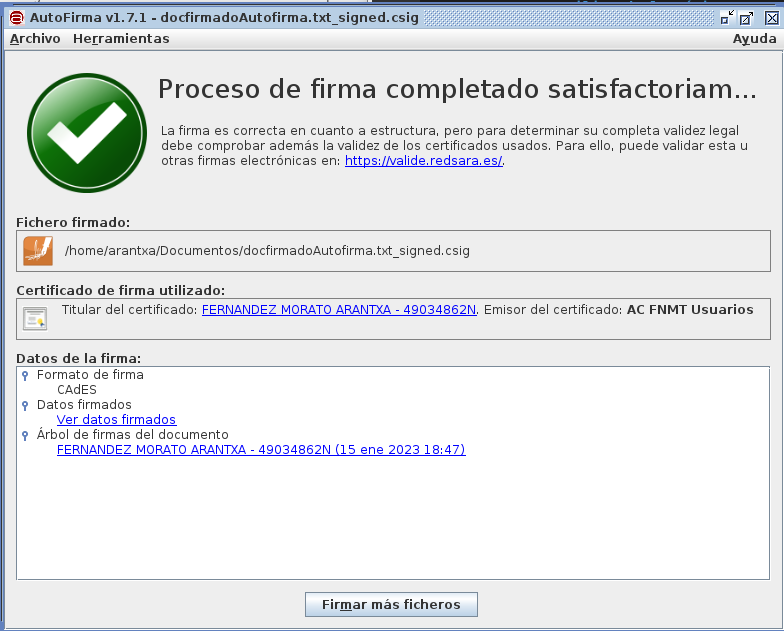 AutoFirma v1.7.1 - docfirmadoAutofirma.txt_signed.csig
Archivo Herramientas Ayuda
Proceso de firma completado satisfactoriam...
La firma es correcta en cuanto a estructura, pero para determinar su completa validez legal
debe comprobar además la validez de los certificados usados. Para ello, puede validar esta u
otras firmas electrónicas en: https://valide.redsara.es/.
Fichero firmado:
/home/arantxa/Documentos/docfirmadoAutofirma.txt_signed.csig
Certificado de firma utilizado:
Titular del certificado: FERNANDEZ MORATO ARANTXA - 49034862N. Emisor del certificado: AC FNMT Usuarios
Datos de la firma:
Formato de firma
CAdES
Datos firmados
Ver datos firmados
Árbol de firmas del documento
FERNANDEZ MORATO ARANTXA - 49034862N (15 ene 2023 18:47)
Firmar más ficheros